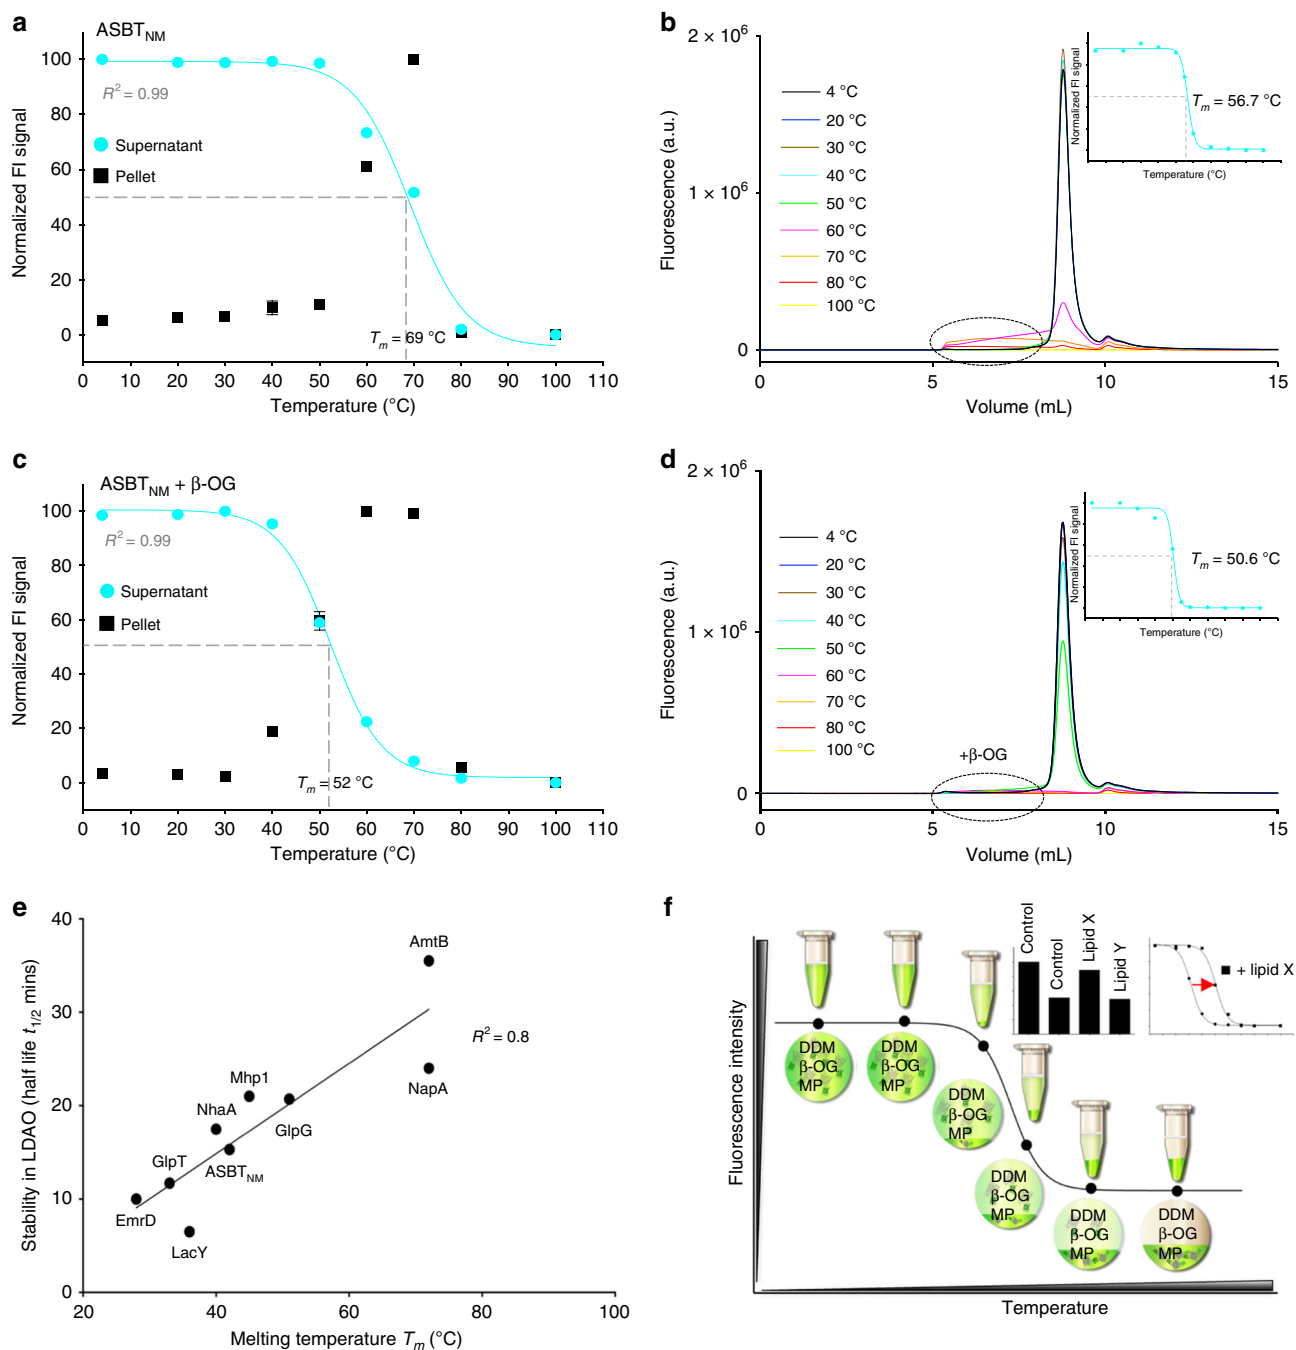 a
ASBT_NM
100
80
60
40
20
0
R² = 0.99
Supernatant
Pellet
Normalized FI signal
T_m = 69 °C
0 10 20 30 40 50 60 70 80 90 100 110
Temperature (°C)
b
2 × 10⁶
1 × 10⁶
0
Fluorescence (a.u.)
4 °C
20 °C
30 °C
40 °C
50 °C
60 °C
70 °C
80 °C
100 °C
Normalized FI signal
T_m = 56.7 °C
Temperature (°C)
0 5 10 15
Volume (mL)
c
ASBT_NM + β-OG
100
80
60
40
20
0
R² = 0.99
Supernatant
Pellet
Normalized FI signal
T_m = 52 °C
0 10 20 30 40 50 60 70 80 90 100 110
Temperature (°C)
d
2 × 10⁶
1 × 10⁶
0
Fluorescence (a.u.)
4 °C
20 °C
30 °C
40 °C
50 °C
60 °C
70 °C
80 °C
100 °C
+β-OG
Normalized FI signal
T_m = 50.6 °C
Temperature (°C)
0 5 10 15
Volume (mL)
e
40
30
20
10
0
Stability in LDAO (half life t_1/2 mins)
AmtB
R² = 0.8
NapA
Mhp1
NhaA
GlpG
GlpT
ASBT_NM
EmrD
LacY
20 40 60 80 100
Melting temperature T_m (°C)
f
Fluorescence intensity
Control
Control
Lipid X
Lipid Y
+ lipid X
DDM
β-OG
MP
DDM
β-OG
MP
DDM
β-OG
MP
DDM
β-OG
MP
DDM
β-OG
MP
DDM
β-OG
MP
Temperature